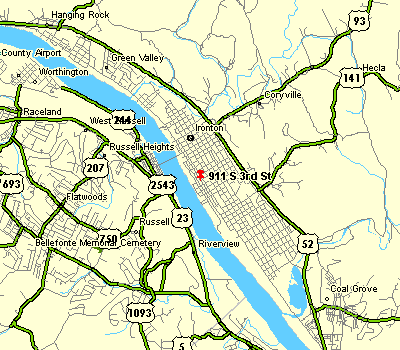 Hanging Rock
93
County Airport
Green Valley
Hecla
Worthington
141
Coryville
Raceland
West Russell
244
Ironton
Russell Heights
207
911 S 3rd St
693
2543
Flatwoods
Russell
23
750
Bellefonte Memorial Cemetery
Riverview
52
Coal Grove
1093
5